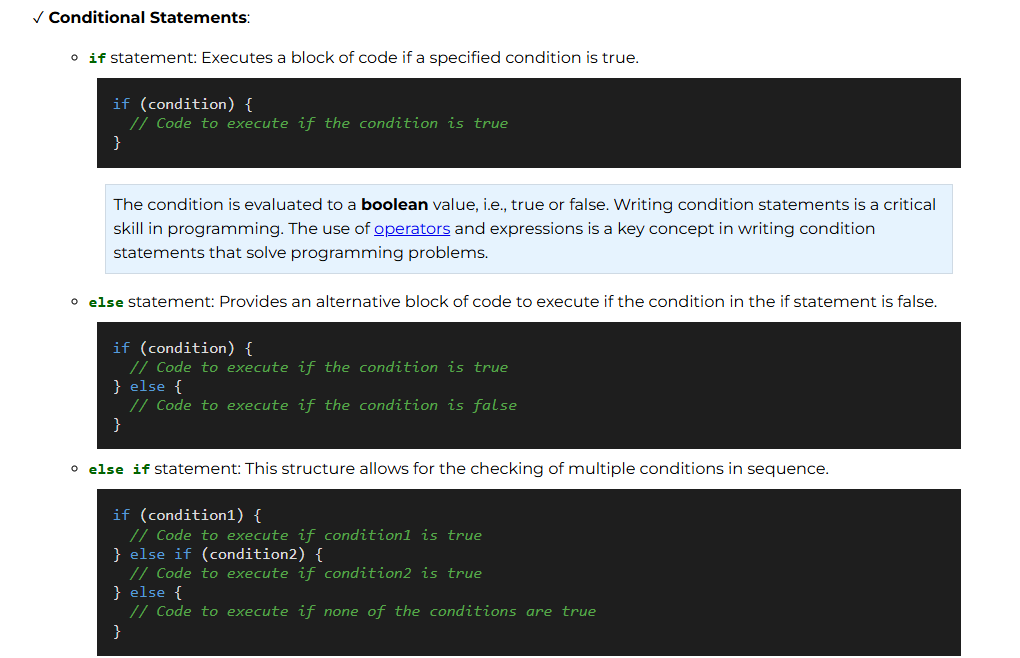 ✓ Conditional Statements:
if statement: Executes a block of code if a specified condition is true.
if (condition) {
  // Code to execute if the condition is true
}
The condition is evaluated to a boolean value, i.e., true or false. Writing condition statements is a critical
skill in programming. The use of operators and expressions is a key concept in writing condition
statements that solve programming problems.
else statement: Provides an alternative block of code to execute if the condition in the if statement is false.
if (condition) {
  // Code to execute if the condition is true
} else {
  // Code to execute if the condition is false
}
else if statement: This structure allows for the checking of multiple conditions in sequence.
if (condition1) {
  // Code to execute if condition1 is true
} else if (condition2) {
  // Code to execute if condition2 is true
} else {
  // Code to execute if none of the conditions are true
}